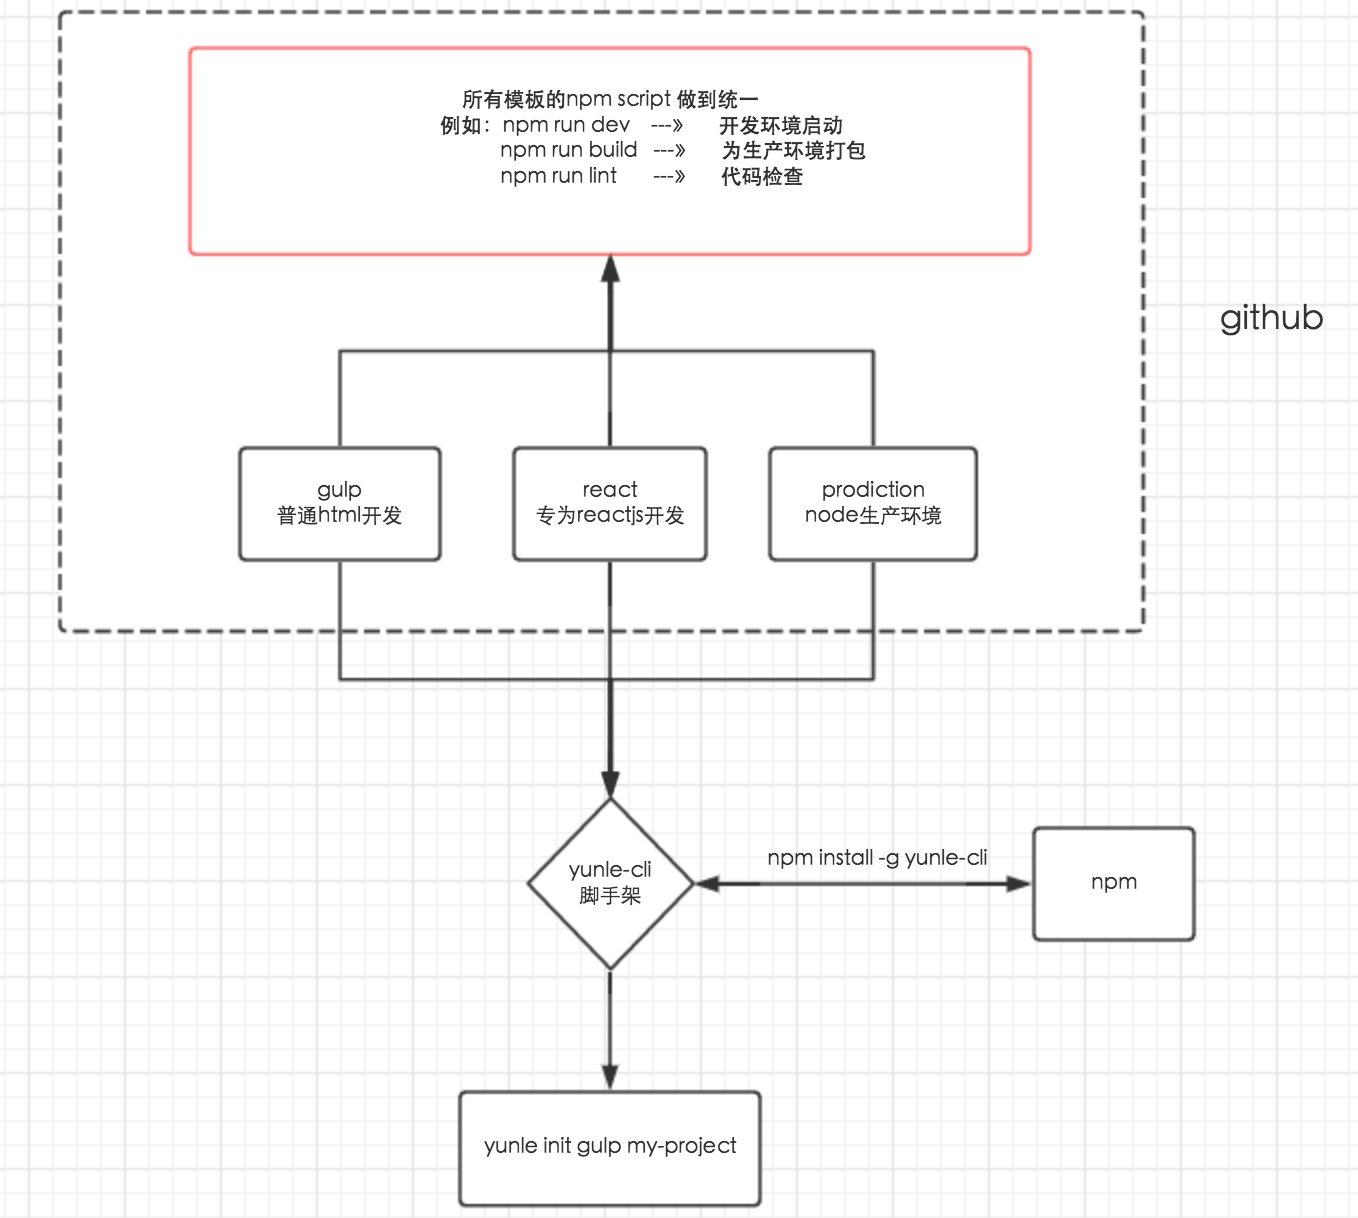 所有模板的npm script 做到统一
例如：npm run dev ---》 开发环境启动
npm run build ---》 为生产环境打包
npm run lint ---》 代码检查
github
gulp
普通html开发
react
专为reactjs开发
prodiction
node生产环境
yunle-cli
脚手架
npm install -g yunle-cli
npm
yunle init gulp my-project